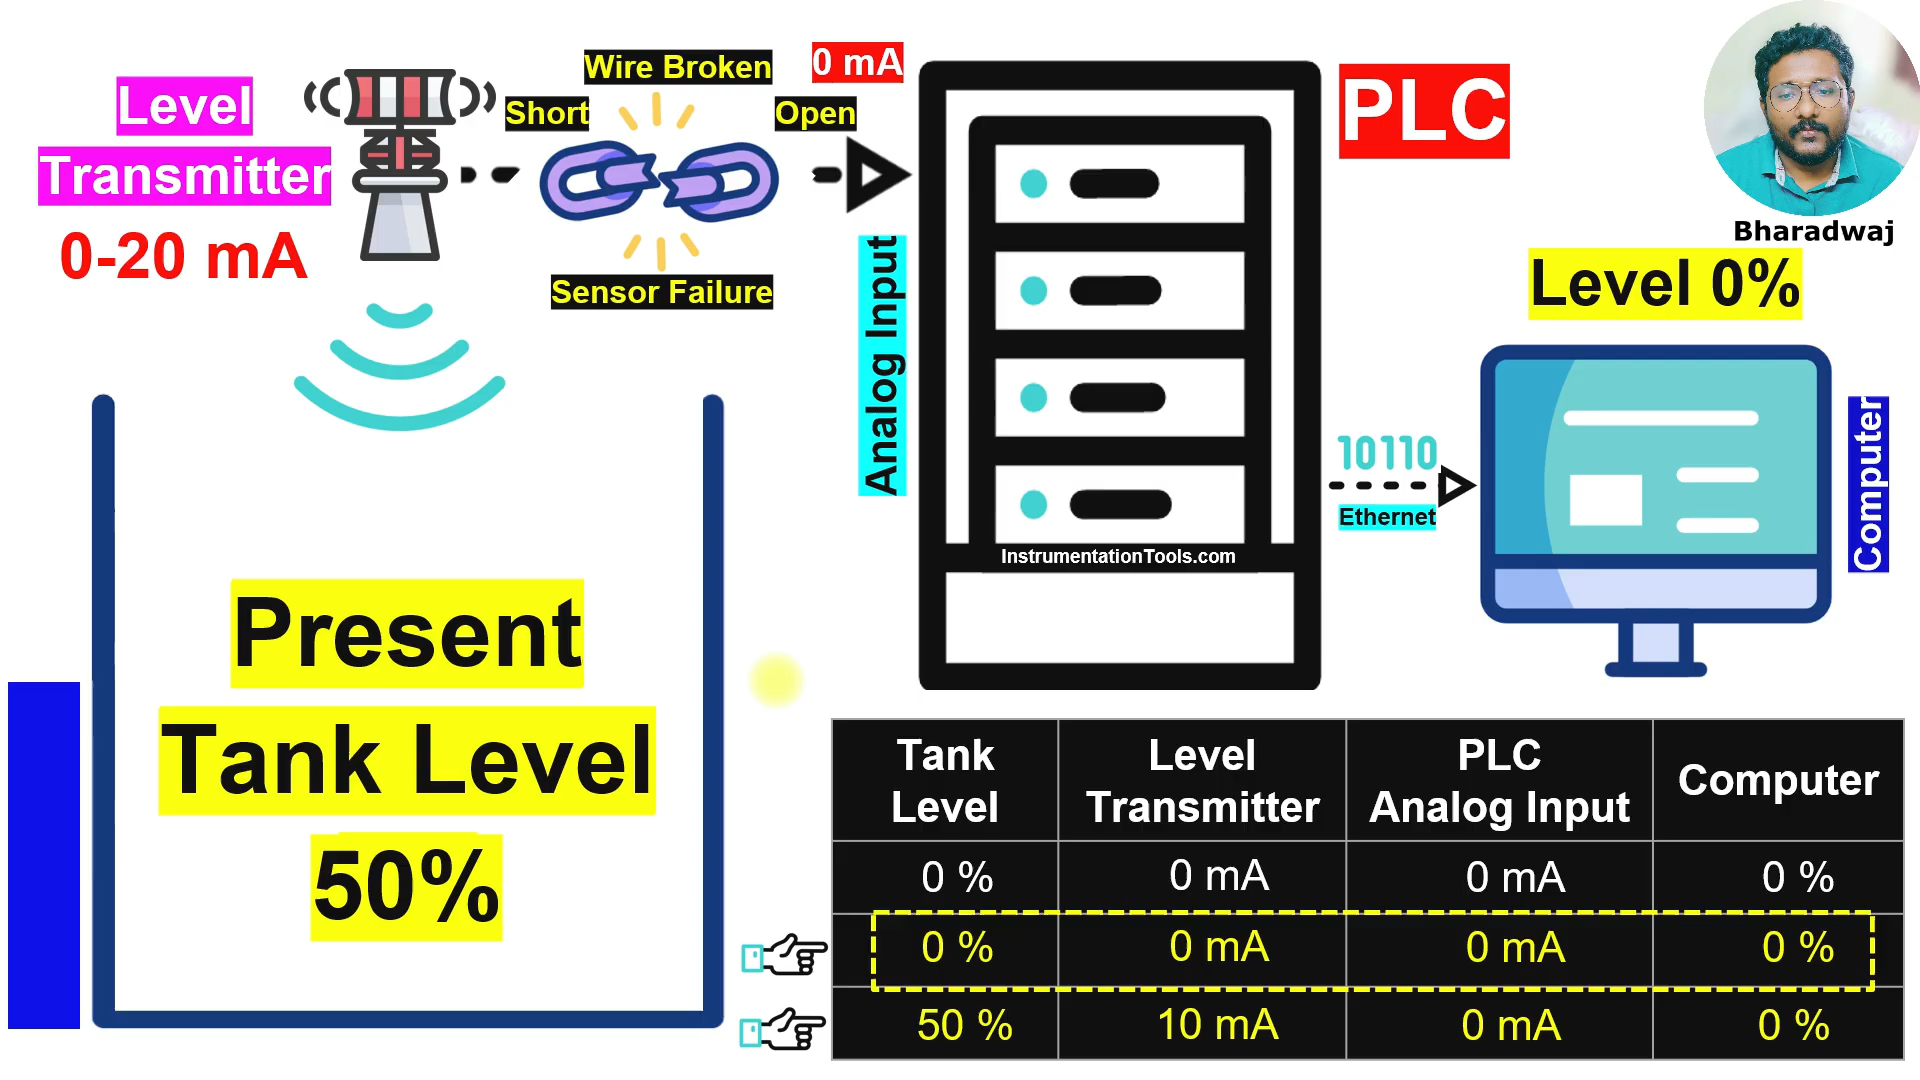 Level
Transmitter
0-20 mA
Wire Broken
Short
Open
0 mA
Sensor Failure
Analog Input
PLC
Bharadwaj
Level 0%
Computer
10110
Ethernet
InstrumentationTools.com
Present
Tank Level
50%
Tank Level
Level Transmitter
PLC Analog Input
Computer
0 %
0 mA
0 mA
0 %
0 %
0 mA
0 mA
0 %
50 %
10 mA
0 mA
0 %